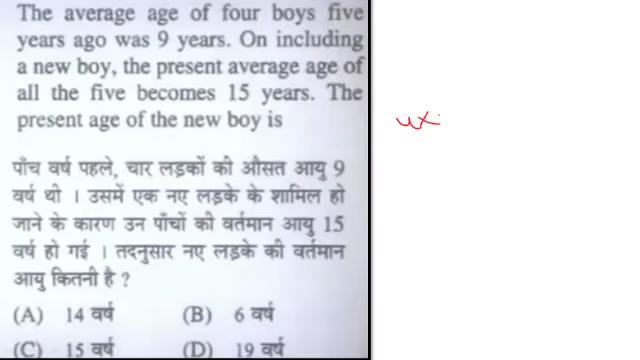 The average age of four boys five
years ago was 9 years. On including
a new boy, the present average age of
all the five becomes 15 years. The
present age of the new boy is
पाँच वर्ष पहले, चार लड़कों की औसत आयु 9
वर्ष थी । उसमें एक नए लड़के के शामिल हो
जाने के कारण उन पाँचों की वर्तमान आयु 15
वर्ष हो गई । तदनुसार नए लड़के की वर्तमान
आयु कितनी है ?
(A) 14 वर्ष (B) 6 वर्ष
(C) 15 वर्ष (D) 19 वर्ष